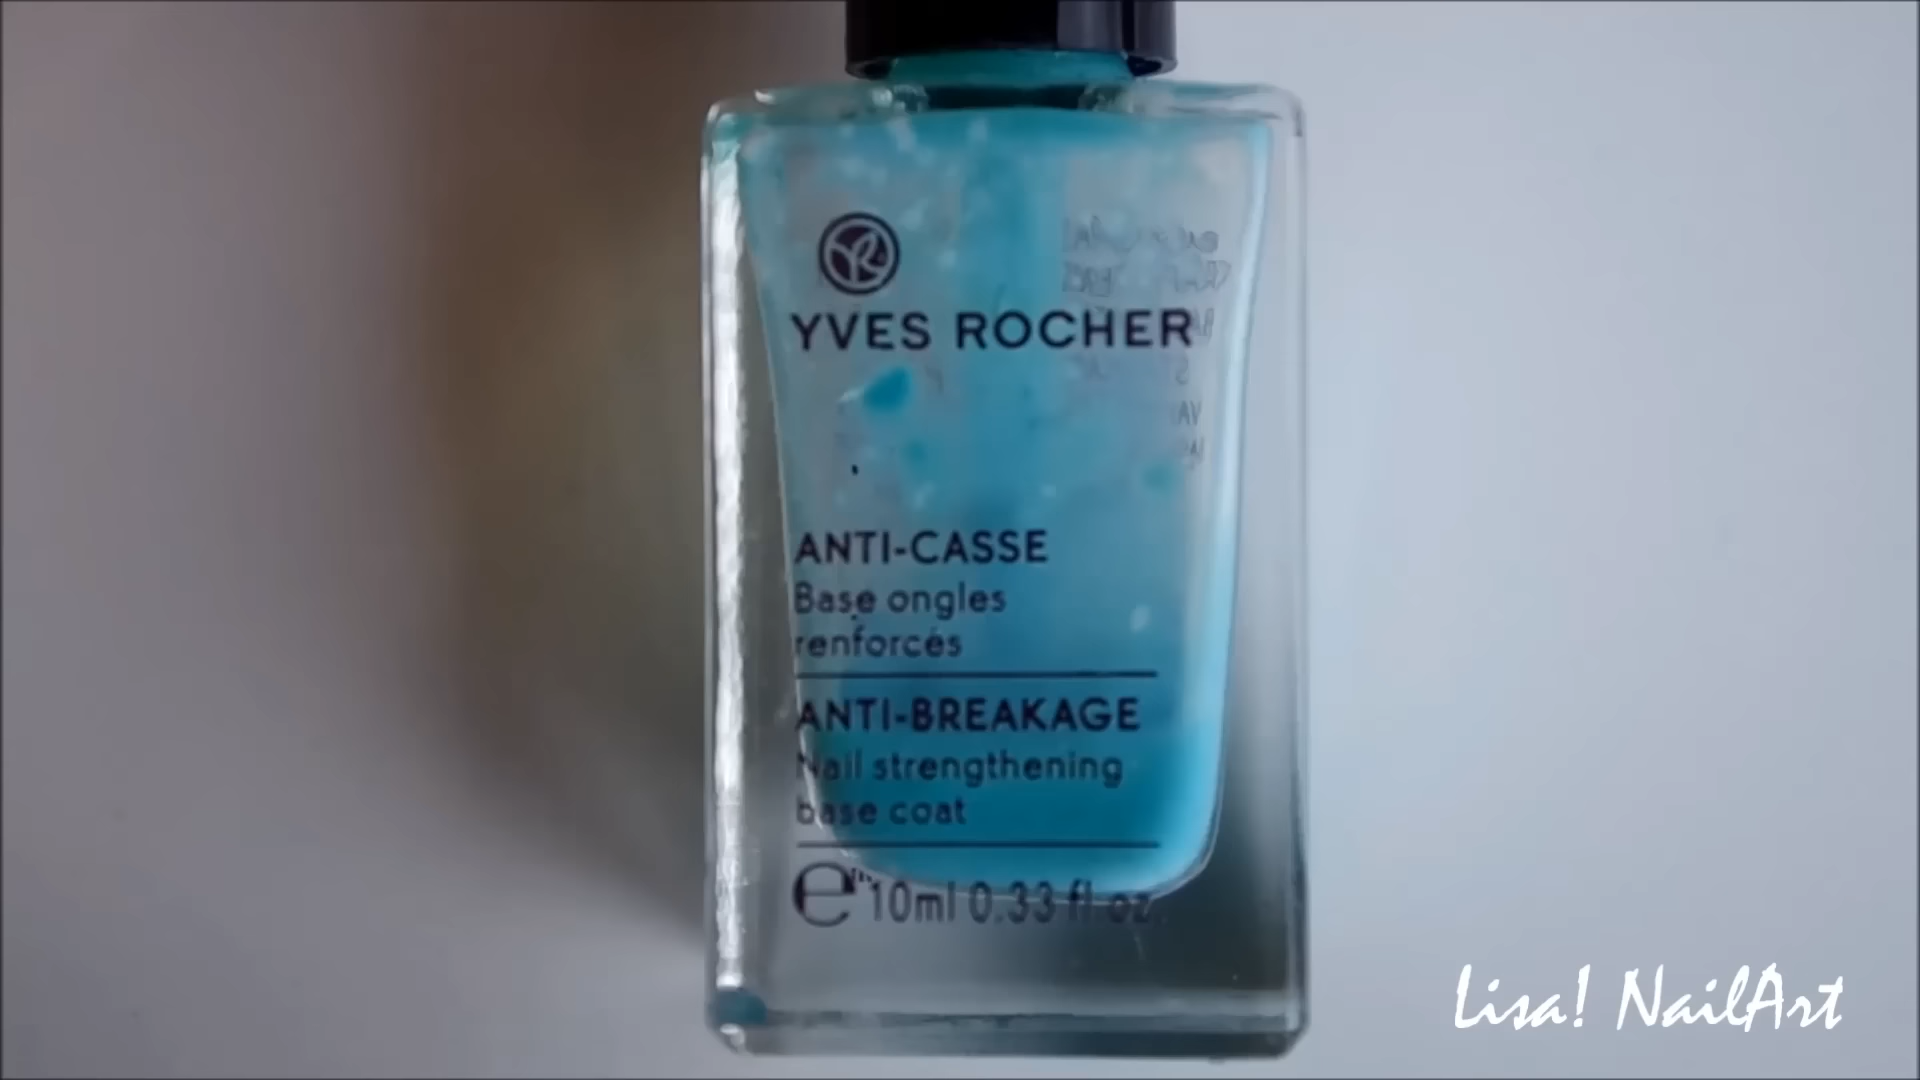 YVES ROCHER
ANTI-CASSE
Base ongles
renforcés
ANTI-BREAKAGE
Nail strengthening
base coat
e 10ml 0.33 fl oz.
Lisa! NailArt